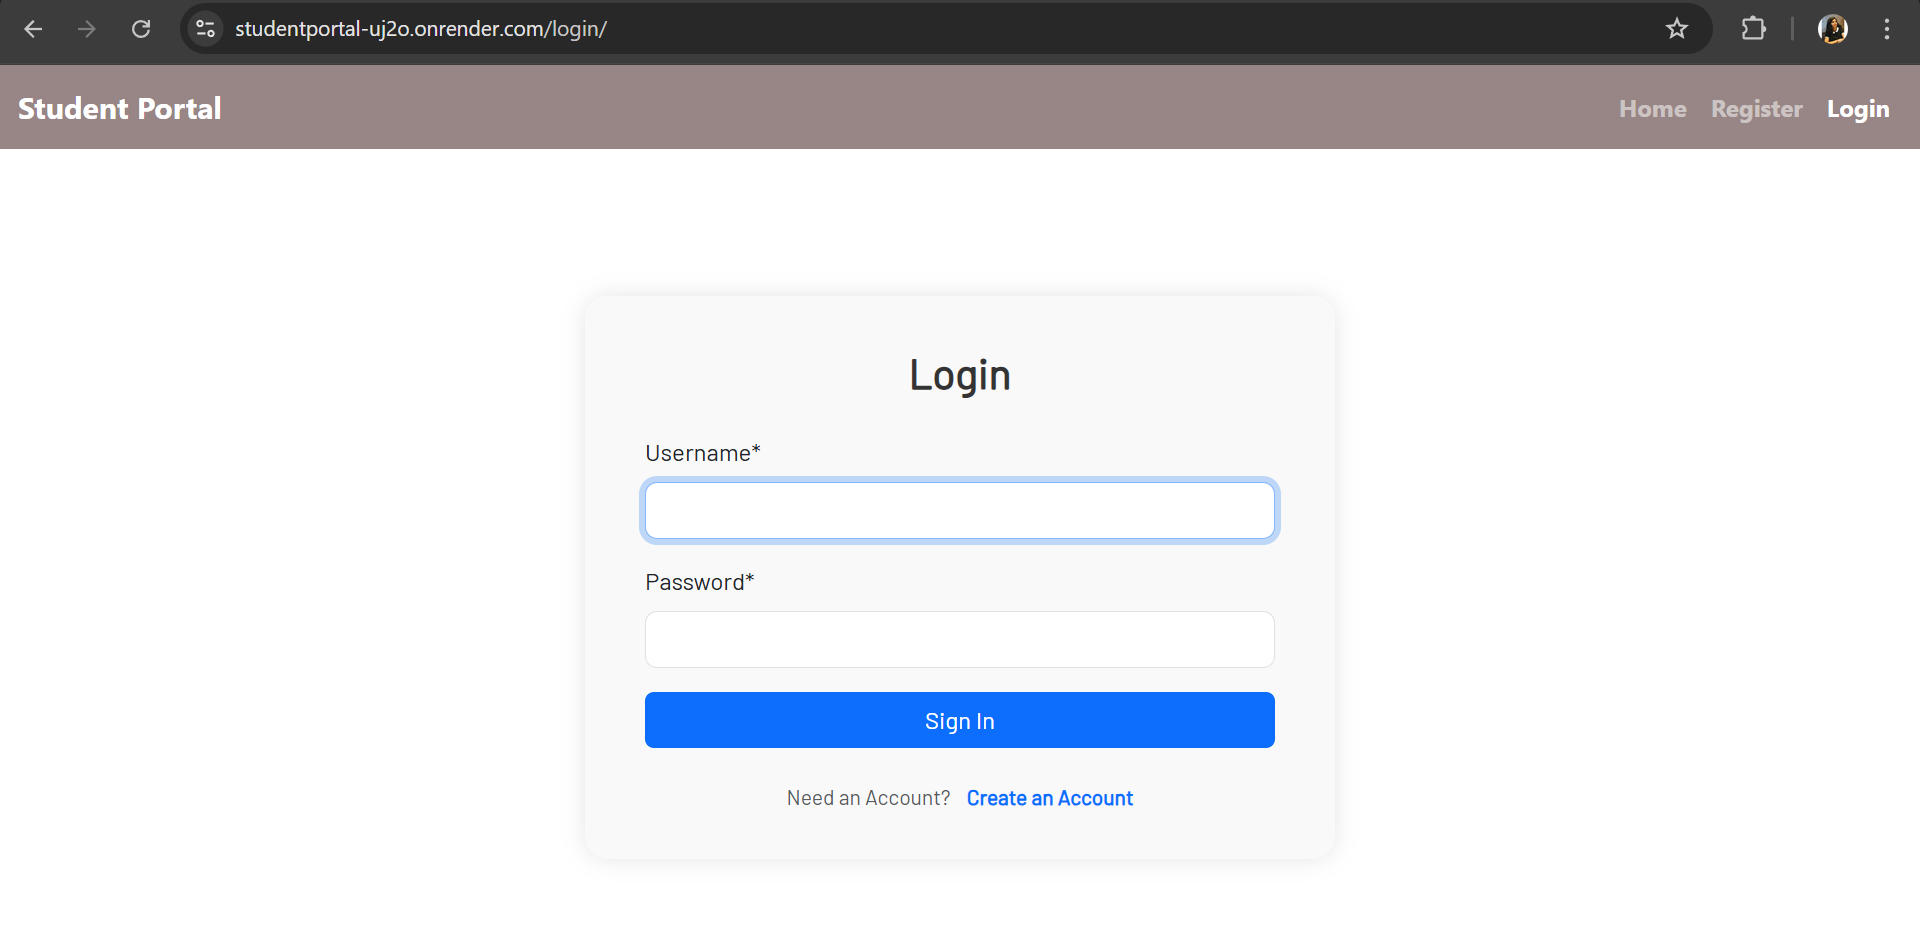 studentportal-uj2o.onrender.com/login/
Student Portal
Home Register Login
Login
Username*
Password*
Sign In
Need an Account? Create an Account